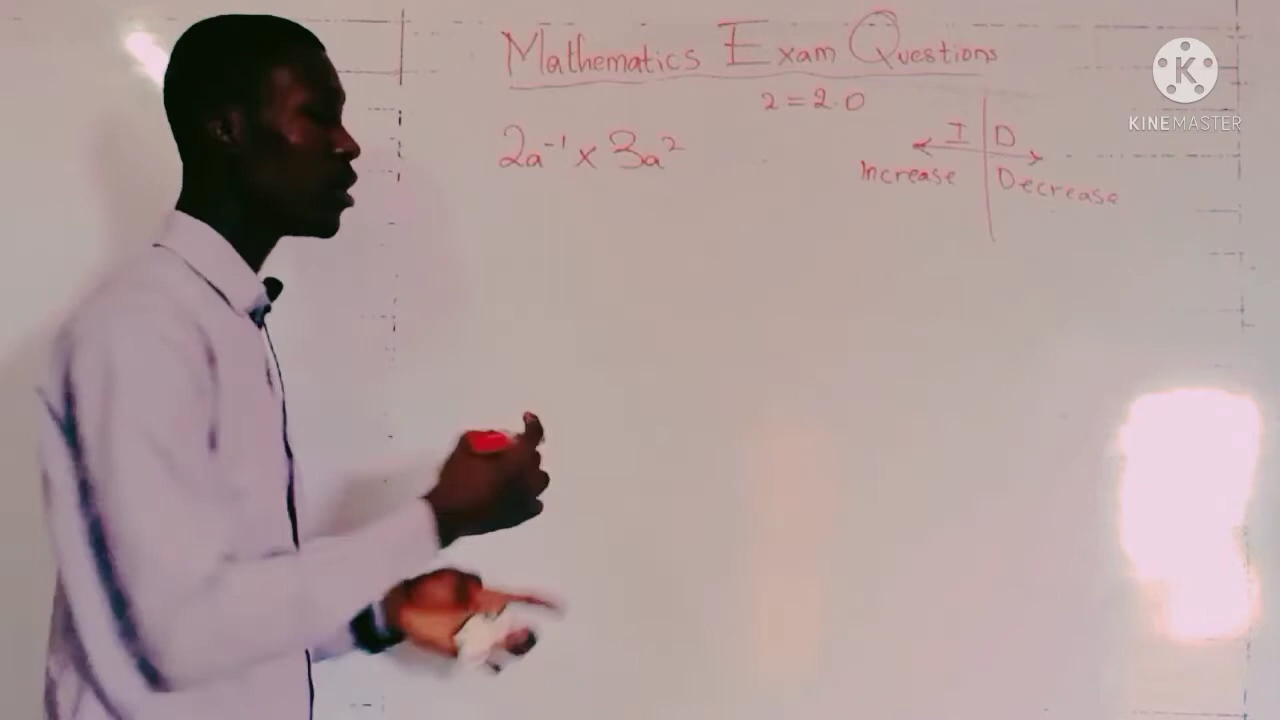 Mathematics Exam Questions
2 = 2.0
2a⁻¹ x 3a²
I D
Increase Decrease
K
KINEMASTER